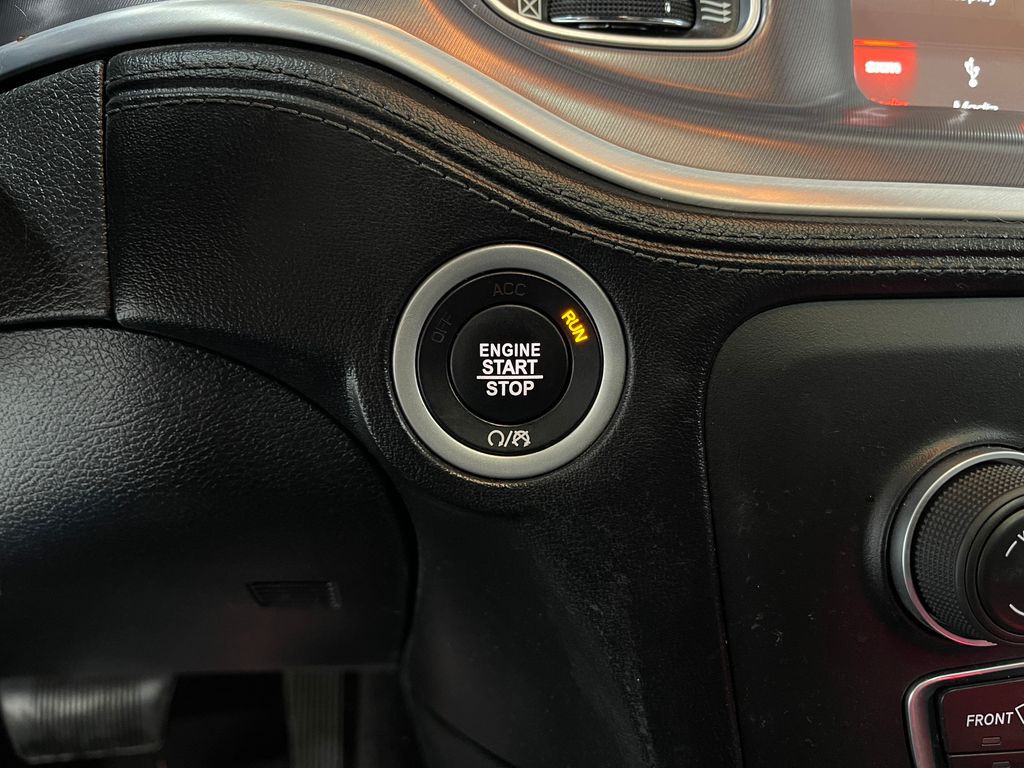 ACC
OFF
RUN
ENGINE
START
STOP
FRONT